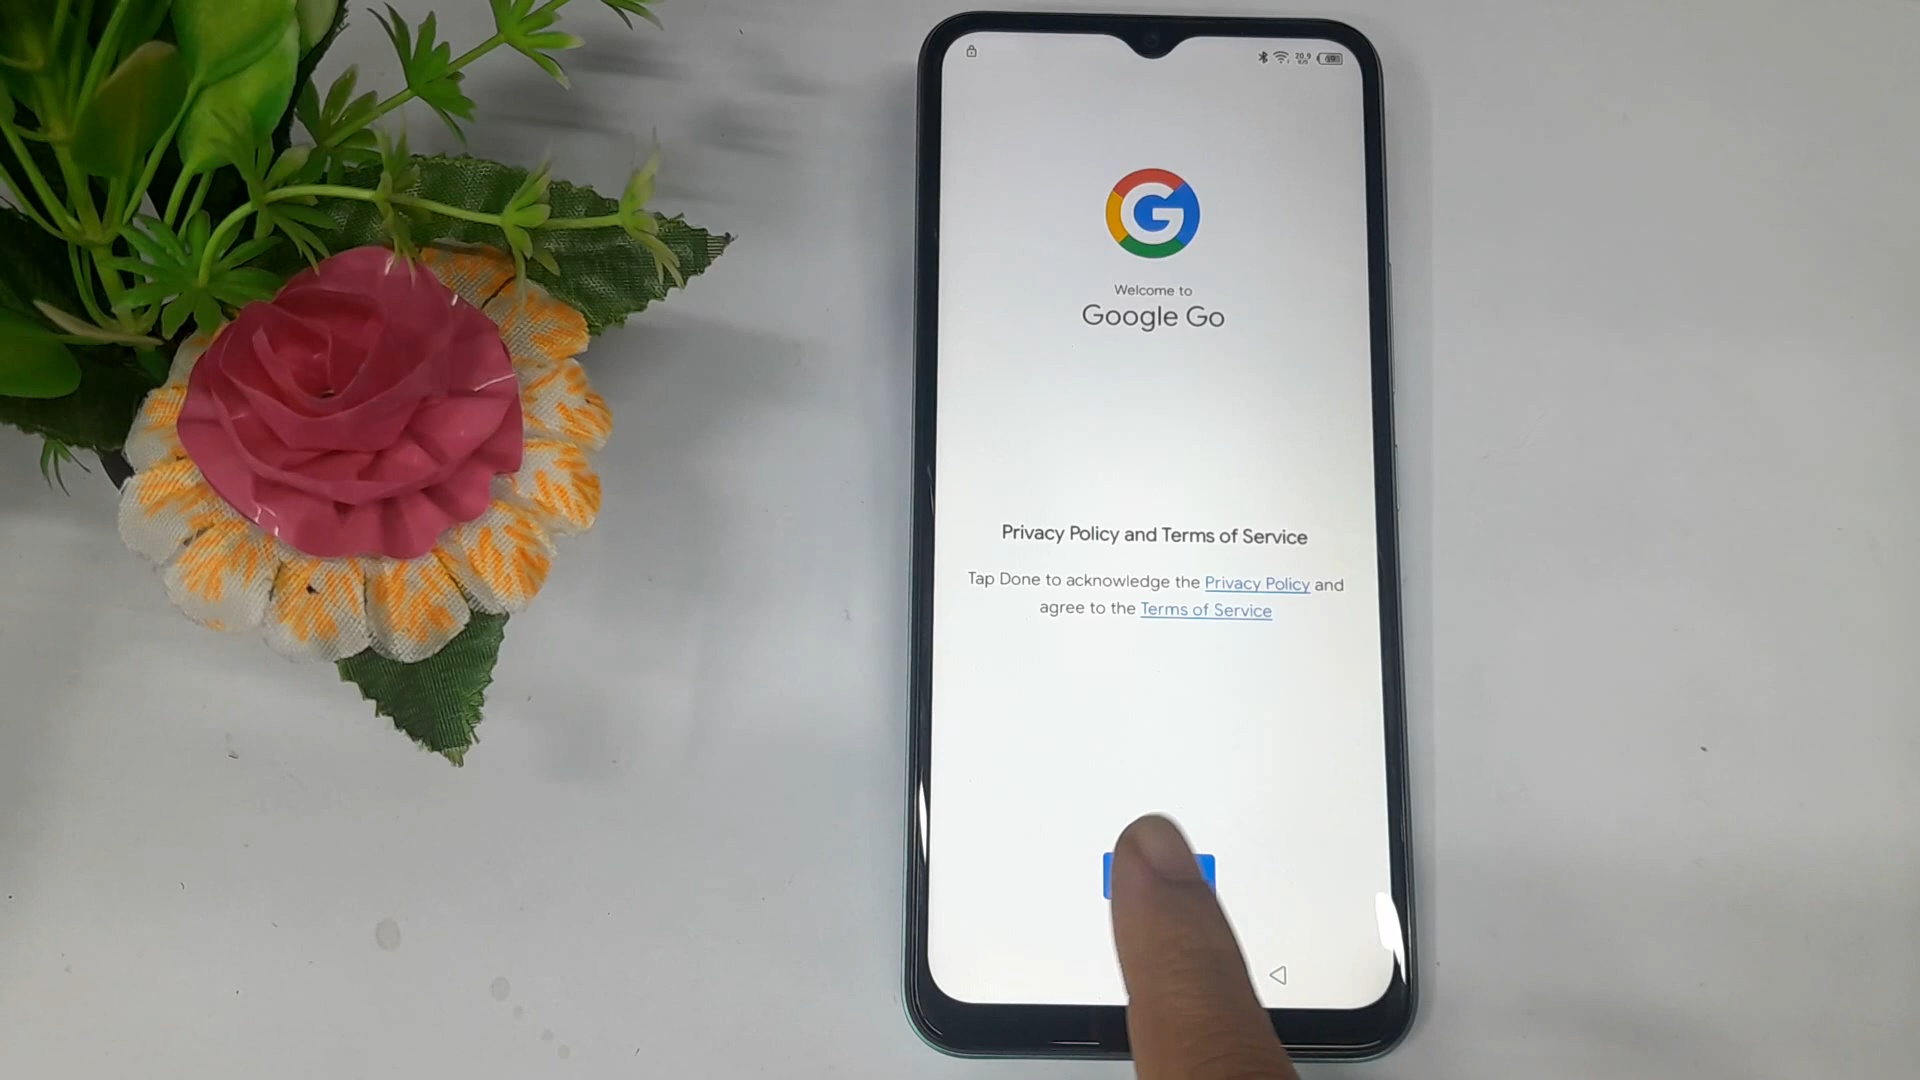 Welcome to
Google Go
Privacy Policy and Terms of Service
Tap Done to acknowledge the Privacy Policy and
agree to the Terms of Service